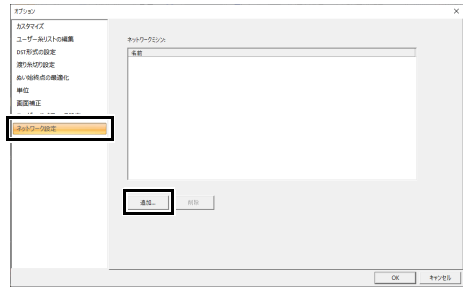 オプション
カスタマイズ
ユーザー糸リストの編集
DST形式の設定
渡り糸切り設定
ぬい始終点の最適化
単位
画面補正
ネットワーク設定
ネットワークミシン:
名前
追加...
削除
OK
キャンセル